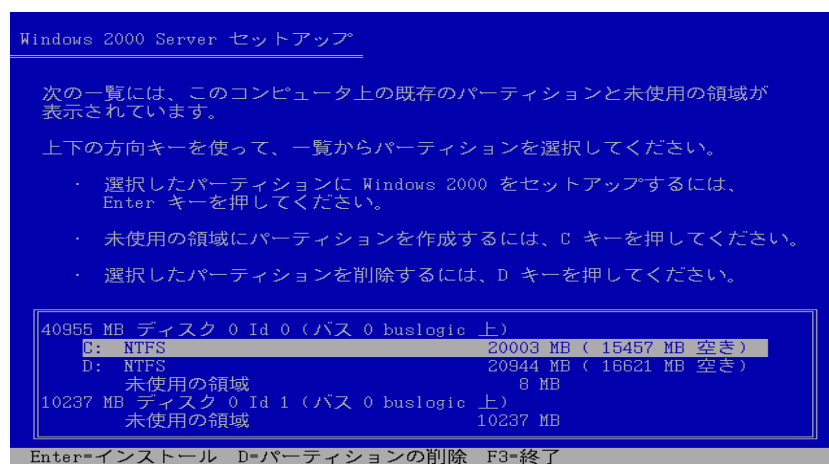 Windows 2000 Server セットアップ
次の一覧には、このコンピュータ上の既存のパーティションと未使用の領域が
表示されています。
上下の方向キーを使って、一覧からパーティションを選択してください。
・ 選択したパーティションに Windows 2000 をセットアップするには、
Enter キーを押してください。
・ 未使用の領域にパーティションを作成するには、C キーを押してください。
・ 選択したパーティションを削除するには、D キーを押してください。
40955 MB ディスク 0 Id 0 (バス 0 buslogic 上)
C: NTFS 20003 MB ( 15457 MB 空き)
D: NTFS 20944 MB ( 16621 MB 空き)
未使用の領域 8 MB
10237 MB ディスク 0 Id 1 (バス 0 buslogic 上)
未使用の領域 10237 MB
Enter=インストール D=パーティションの削除 F3=終了